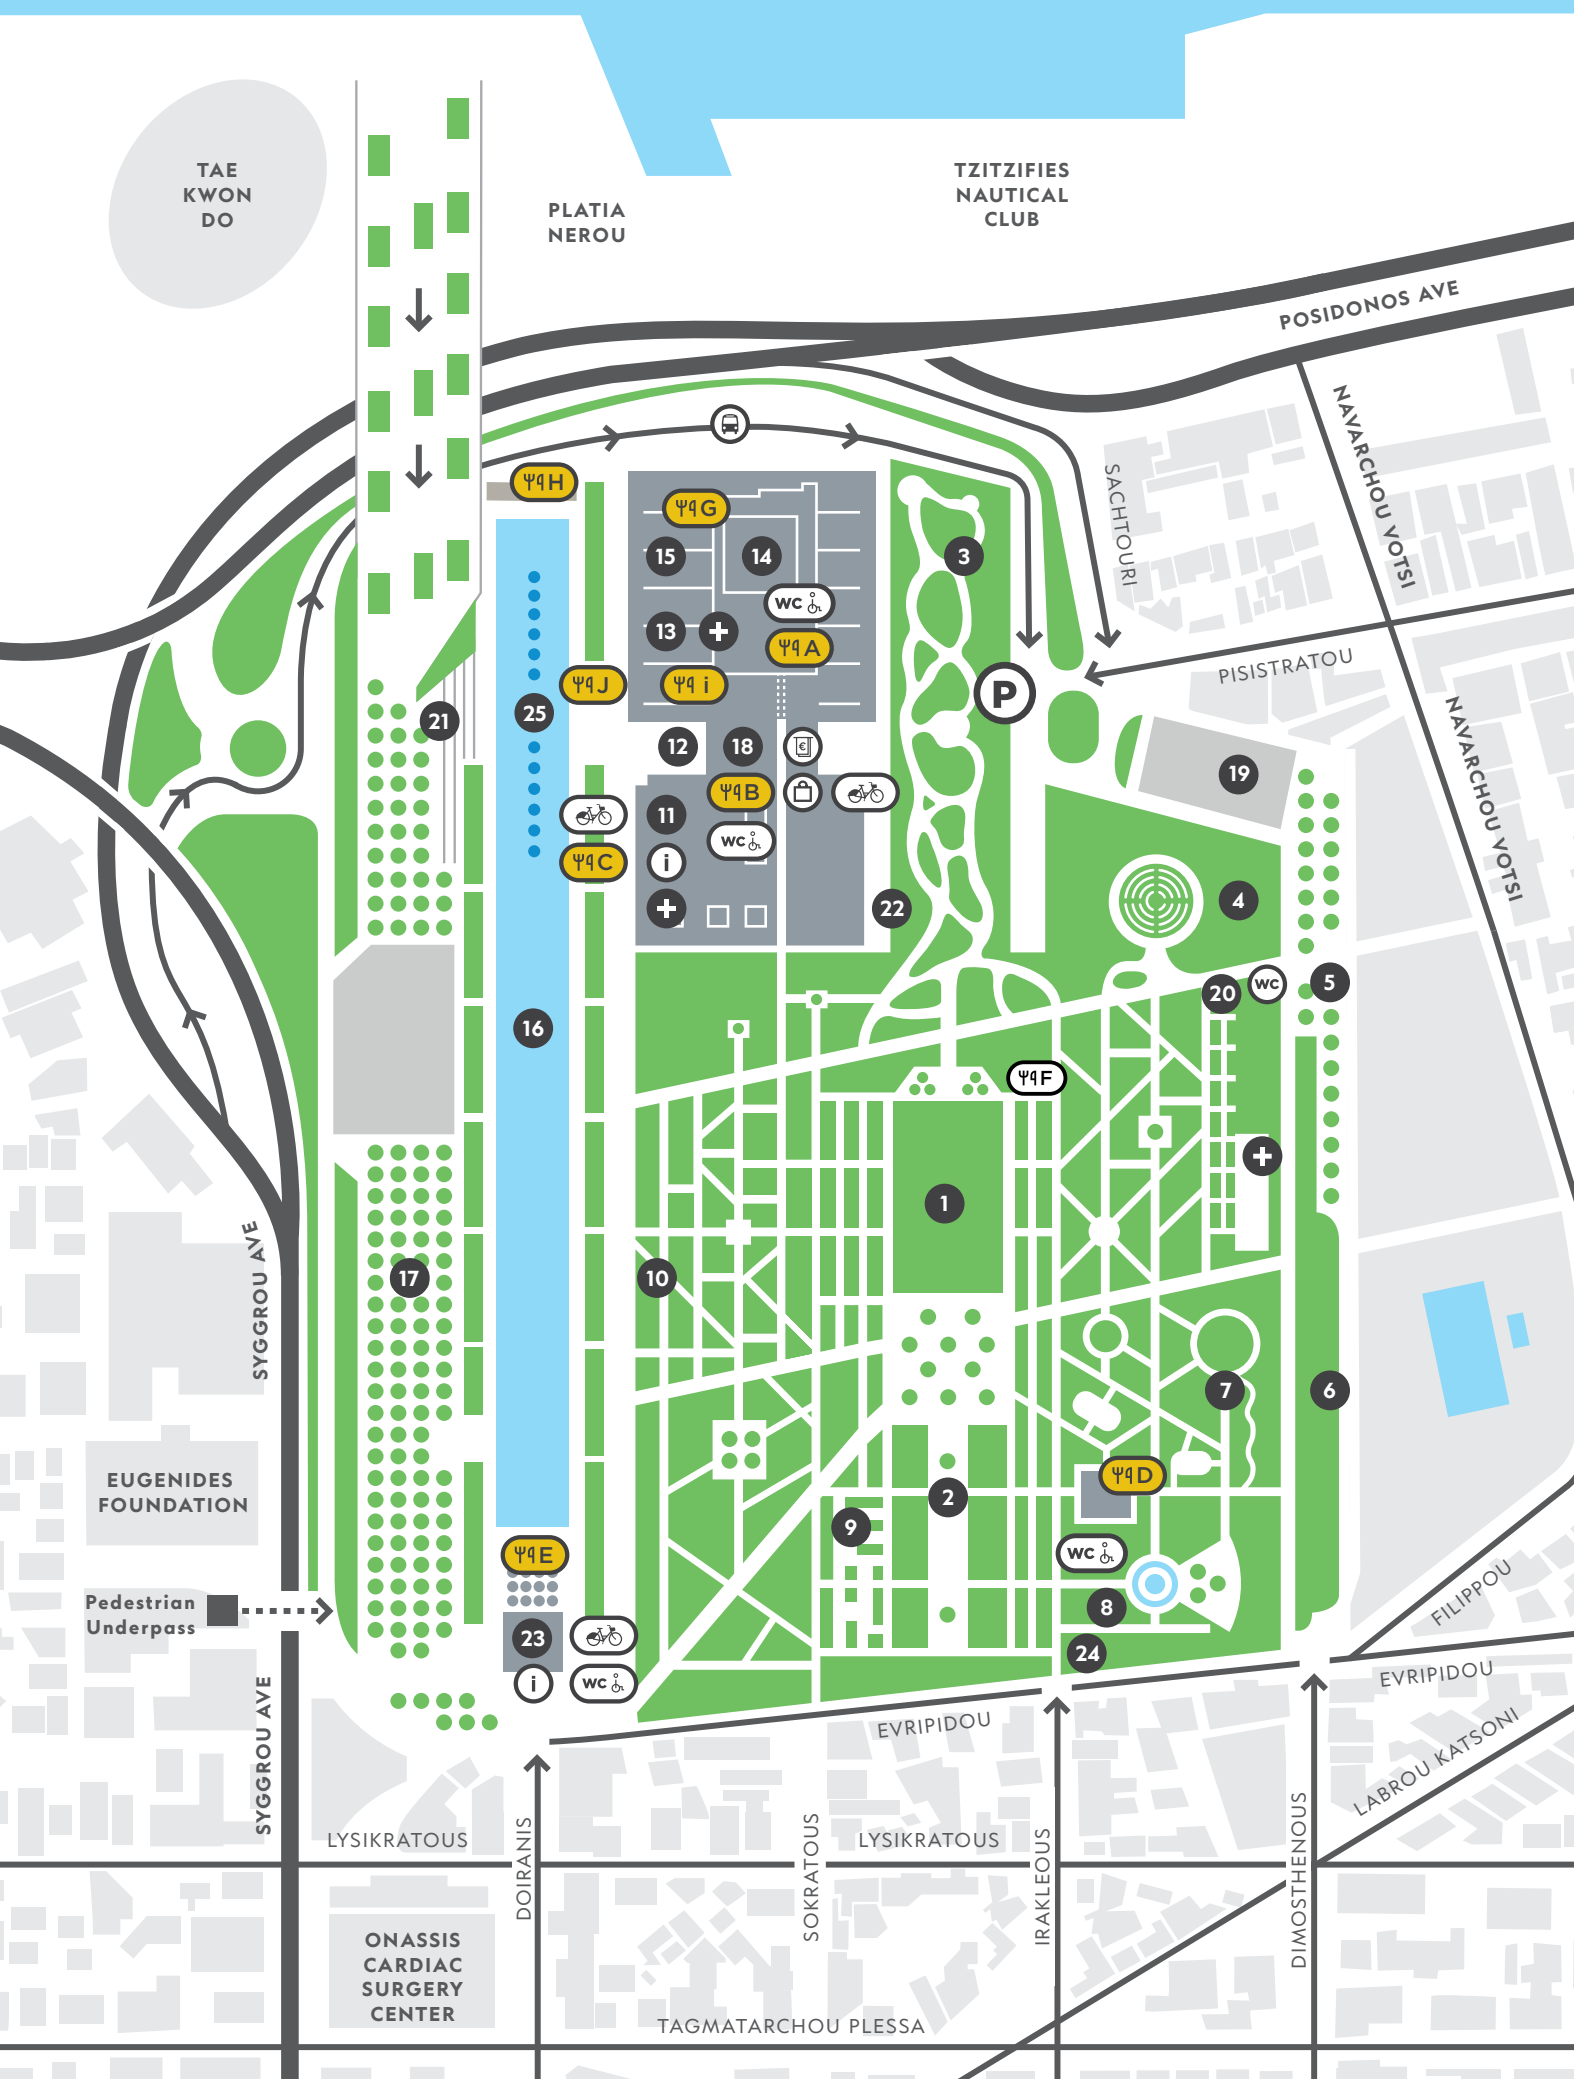 TAE
KWON
DO
PLATIA
NEROU
TZITZIFIES
NAUTICAL
CLUB
POSIDONOS AVE
NAVARCHOU VOTSI
SACHTOURI
PISISTRATOU
NAVARCHOU VOTSI
H
G
15
14
3
WC
13
A
J
i
P
21
25
12
18
€
19
B
11
WC
i
C
22
4
5
20
WC
16
F
1
10
17
SYGGROU AVE
7
6
D
2
9
EUGENIDES
FOUNDATION
E
WC
8
Pedestrian
Underpass
23
24
i
WC
FILIPPOU
EVRIPIDOU
EVRIPIDOU
LABROU KATSONI
SYGGROU AVE
LYSIKRATOUS
DOIRANIS
SOKRATOUS
LYSIKRATOUS
IRAKLEOUS
DIMOSTHENOUS
ONASSIS
CARDIAC
SURGERY
CENTER
TAGMATARCHOU PLESSA